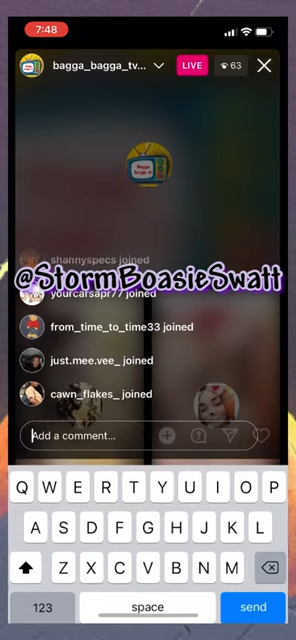 7:48
bagga_bagga_tv... LIVE 63
shannyspecs joined
@StormBoasieSwatt
yourcarsapr77 joined
from_time_to_time33 joined
just.mee.vee_ joined
cawn_flakes_ joined
Add a comment...
Q W E R T Y U I O P
A S D F G H J K L
Z X C V B N M
123 space send